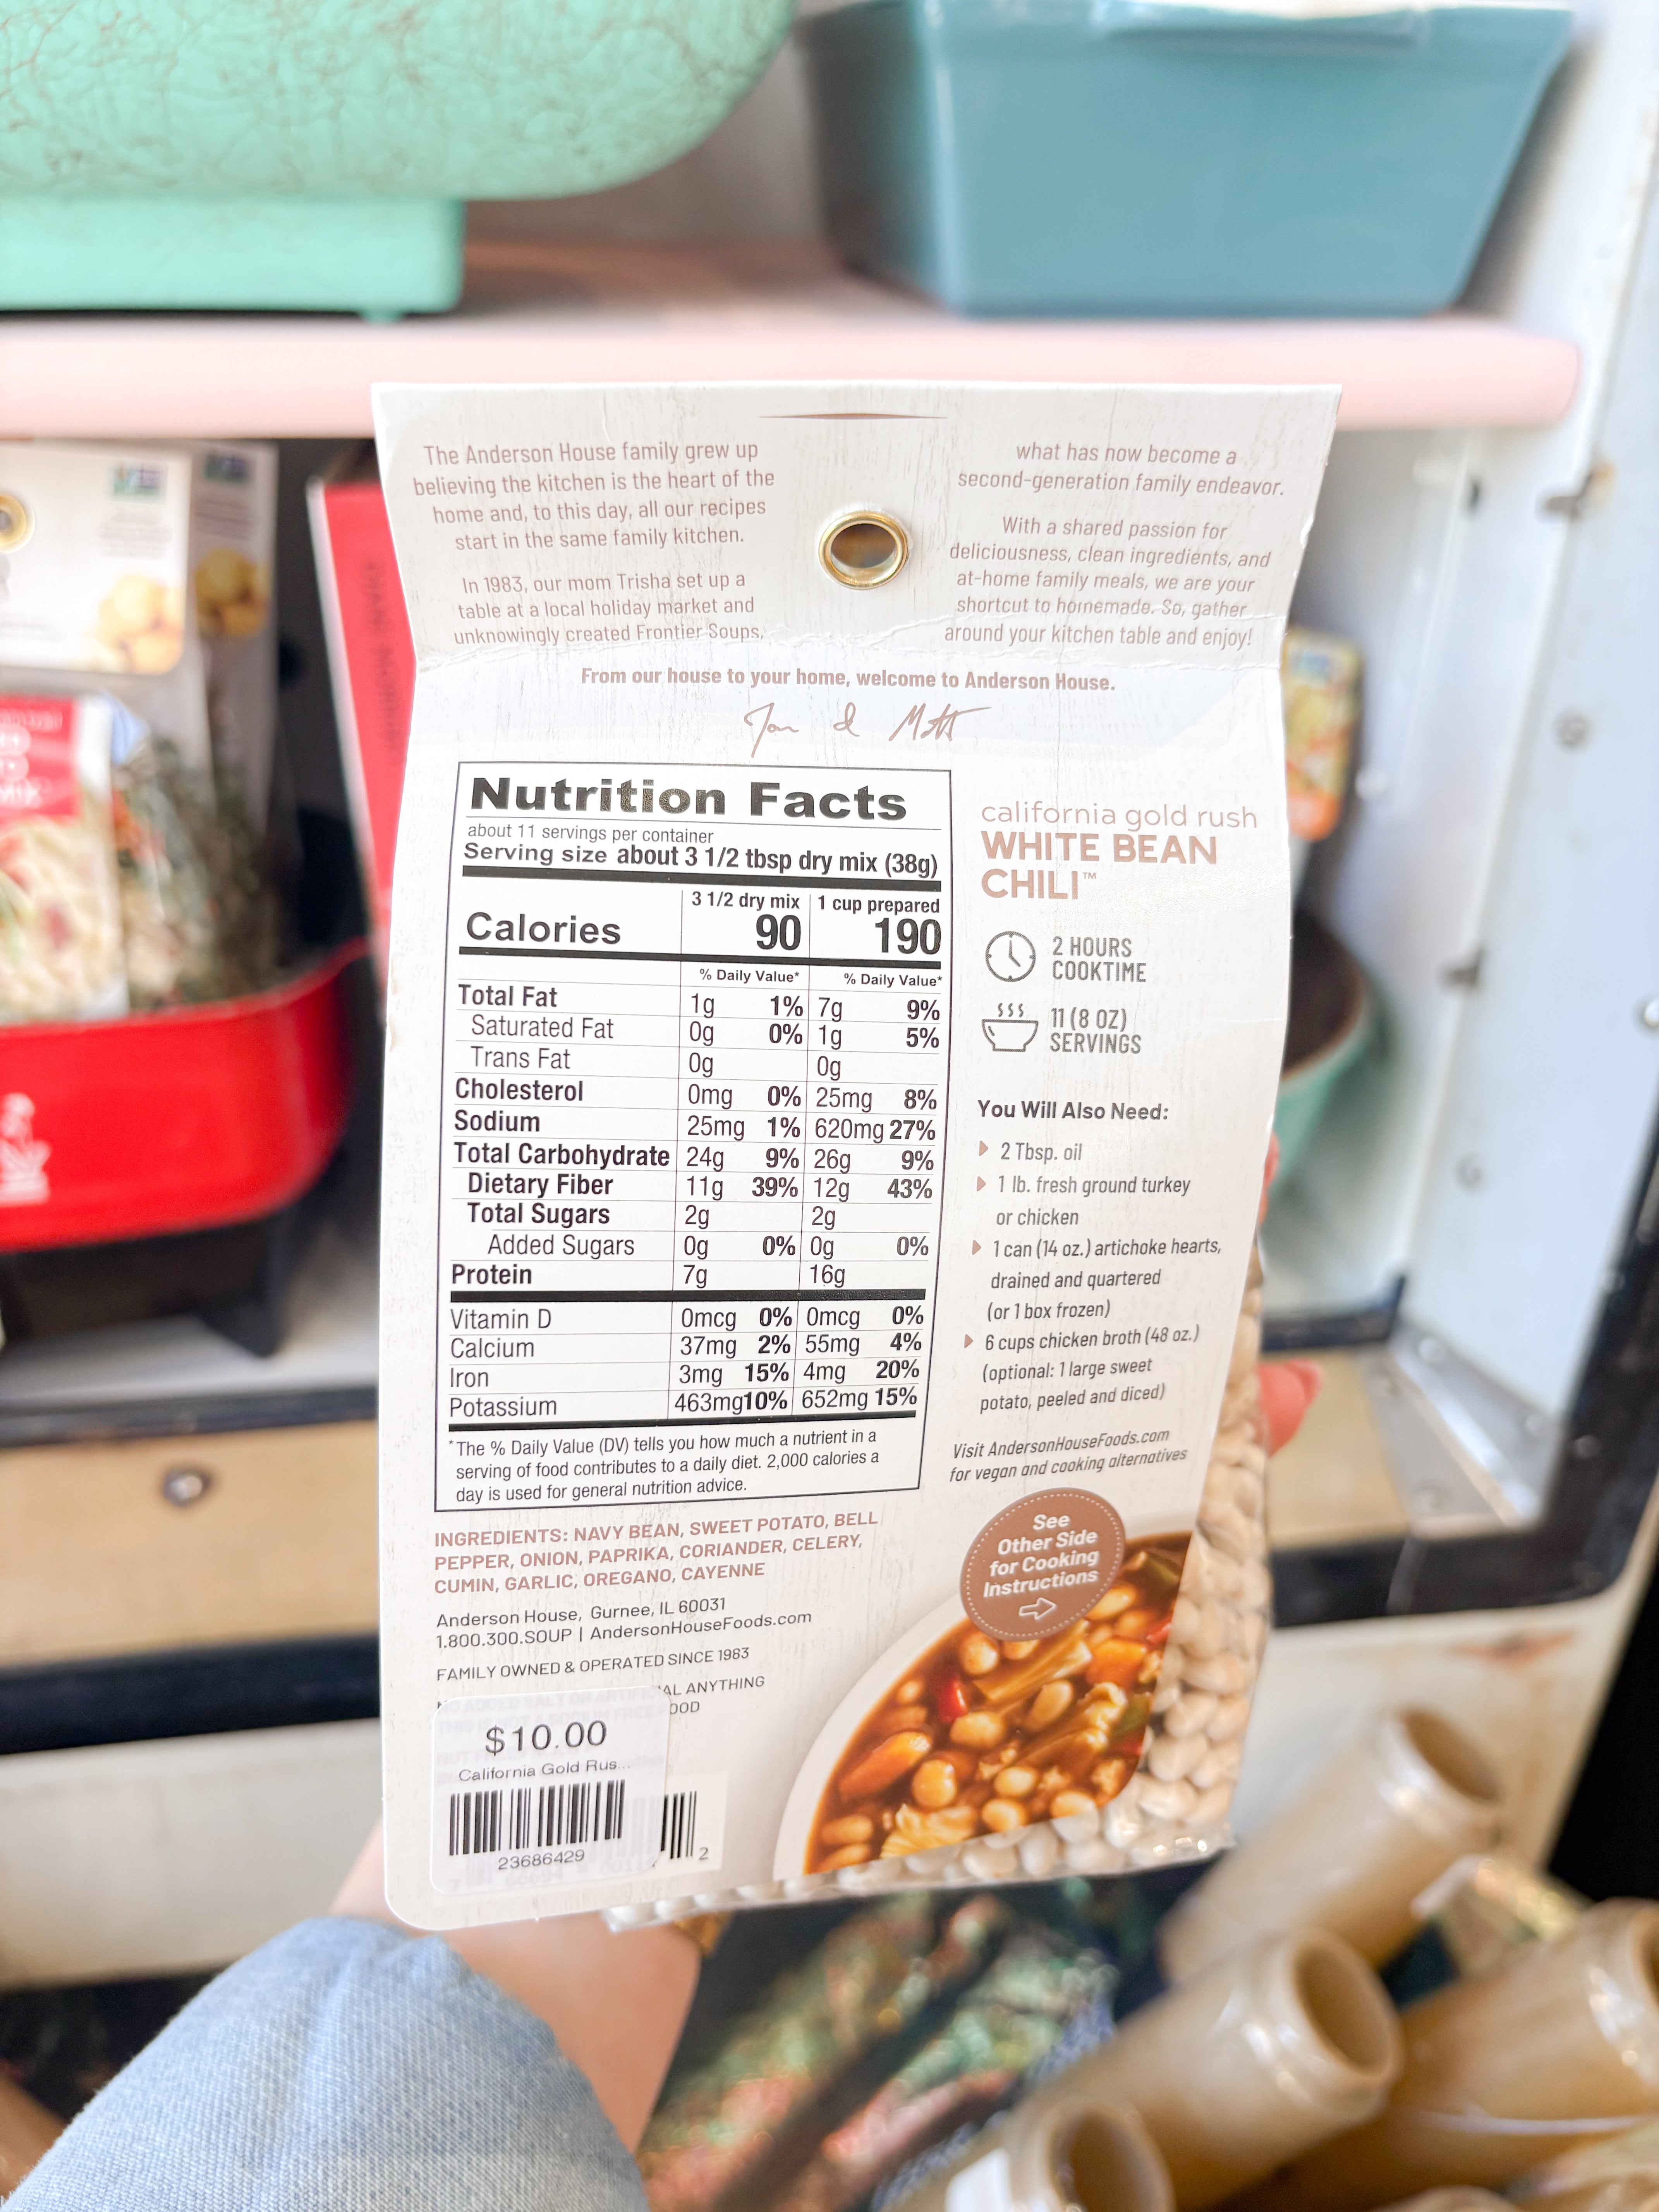 The Anderson House family grew up
believing the kitchen is the heart of the
home and, to this day, all our recipes
start in the same family kitchen.
In 1983, our mom Trisha set up a
table at a local holiday market and
unknowingly created Frontier Soups,
what has now become a
second-generation family endeavor.
With a shared passion for
deliciousness, clean ingredients, and
at-home family meals, we are your
shortcut to homemade. So, gather
around your kitchen table and enjoy!
From our house to your home, welcome to Anderson House.
& Matt
Nutrition Facts
about 11 servings per container
Serving size about 3 1/2 tbsp dry mix (38g)
3 1/2 dry mix 1 cup prepared
Calories 90 190
% Daily Value* % Daily Value*
Total Fat 1g 1% 7g 9%
Saturated Fat 0g 0% 1g 5%
Trans Fat 0g 0g
Cholesterol 0mg 0% 25mg 8%
Sodium 25mg 1% 620mg 27%
Total Carbohydrate 24g 9% 26g 9%
Dietary Fiber 11g 39% 12g 43%
Total Sugars 2g 2g
Added Sugars 0g 0% 0g 0%
Protein 7g 16g
Vitamin D 0mcg 0% 0mcg 0%
Calcium 37mg 2% 55mg 4%
Iron 3mg 15% 4mg 20%
Potassium 463mg 10% 652mg 15%
*The % Daily Value (DV) tells you how much a nutrient in a
serving of food contributes to a daily diet. 2,000 calories a
day is used for general nutrition advice.
INGREDIENTS: NAVY BEAN, SWEET POTATO, BELL
PEPPER, ONION, PAPRIKA, CORIANDER, CELERY,
CUMIN, GARLIC, OREGANO, CAYENNE
Anderson House, Gurnee, IL 60031
1.800.300.SOUP | AndersonHouseFoods.com
FAMILY OWNED & OPERATED SINCE 1983
ANYTHING
$10.00
California Gold Rus...
23686429
2
california gold rush
WHITE BEAN
CHILI™
2 HOURS
COOKTIME
11 (8 OZ)
SERVINGS
You Will Also Need:
2 Tbsp. oil
1 lb. fresh ground turkey
or chicken
1 can (14 oz.) artichoke hearts,
drained and quartered
(or 1 box frozen)
6 cups chicken broth (48 oz.)
(optional: 1 large sweet
potato, peeled and diced)
Visit AndersonHouseFoods.com
for vegan and cooking alternatives
See
Other Side
for Cooking
Instructions